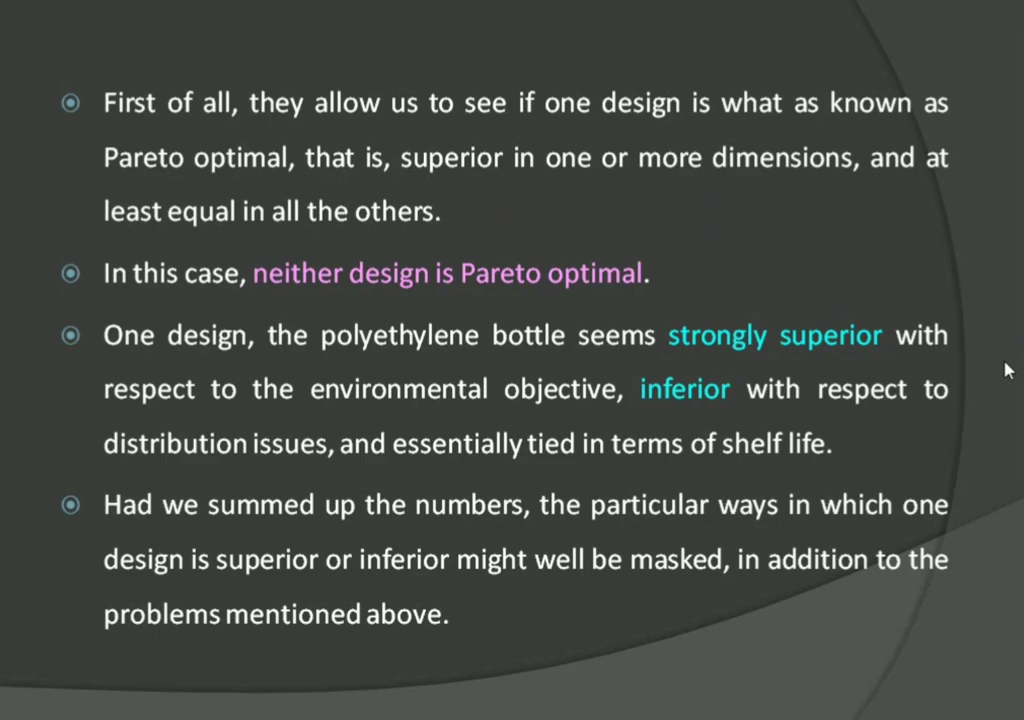 First of all, they allow us to see if one design is what as known as
Pareto optimal, that is, superior in one or more dimensions, and at
least equal in all the others.
In this case, neither design is Pareto optimal.
One design, the polyethylene bottle seems strongly superior with
respect to the environmental objective, inferior with respect to
distribution issues, and essentially tied in terms of shelf life.
Had we summed up the numbers, the particular ways in which one
design is superior or inferior might well be masked, in addition to the
problems mentioned above.